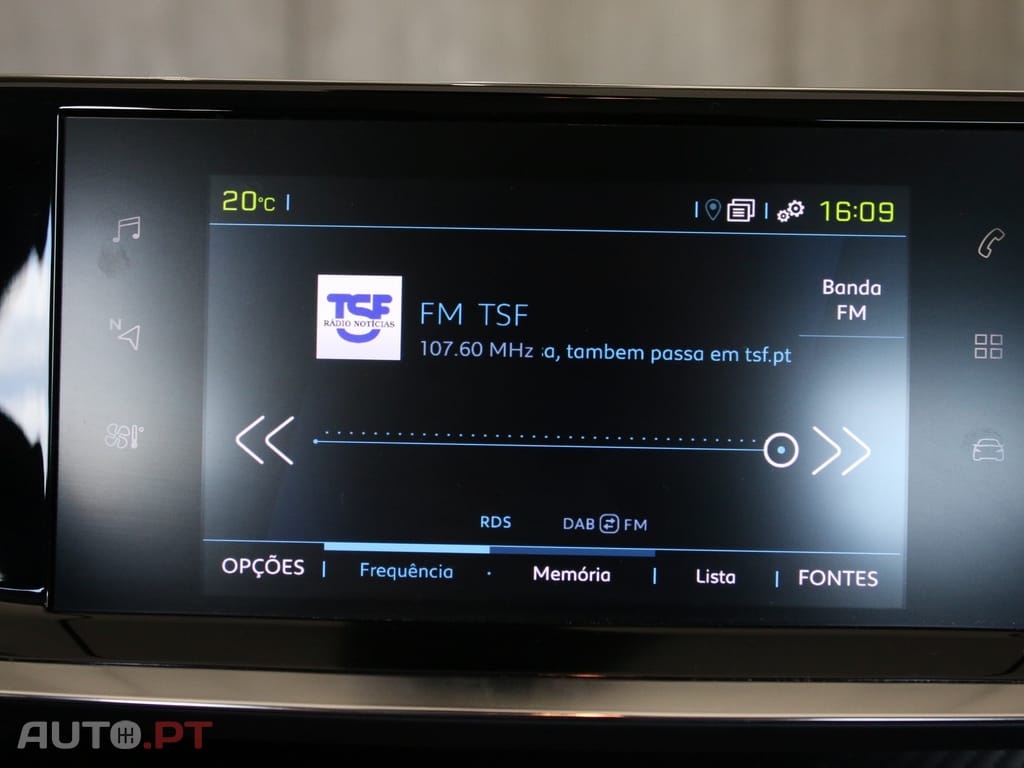 20°C
16:09
N
TSF
RÁDIO NOTÍCIAS
FM TSF
107.60 MHz :a, tambem passa em tsf.pt
Banda
FM
RDS
DAB FM
OPÇÕES | Frequência · Memória | Lista | FONTES
AUTO.PT